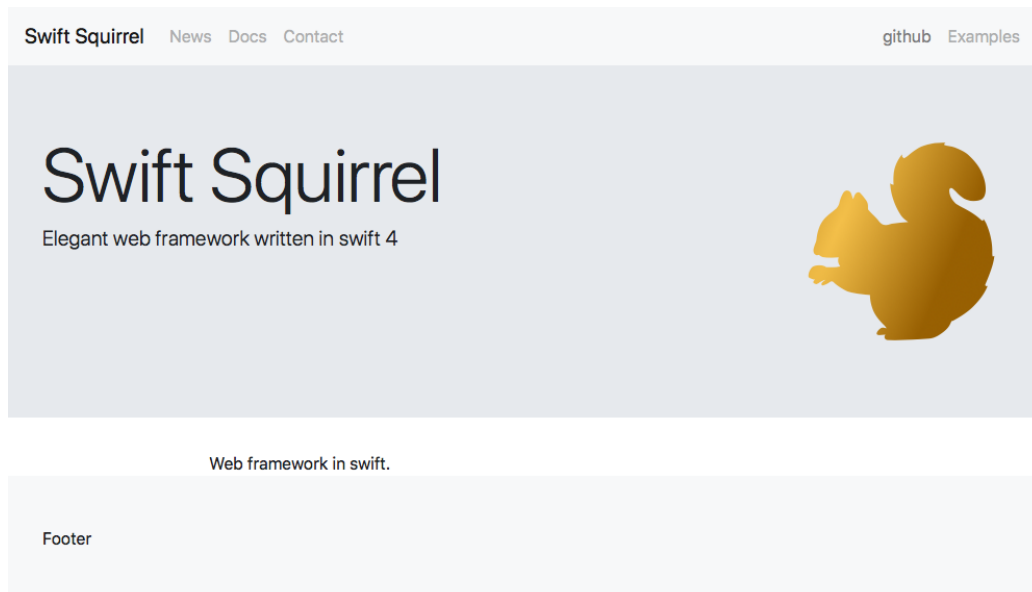 Swift Squirrel News Docs Contact github Examples
Swift Squirrel
Elegant web framework written in swift 4
Web framework in swift.
Footer